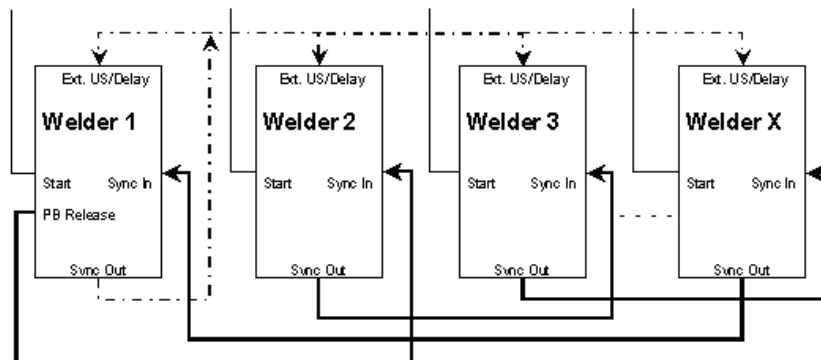 Ext. US/Delay
Welder 1
Start Sync In
PB Release
Sync Out
Ext. US/Delay
Welder 2
Start Sync In
Sync Out
Ext. US/Delay
Welder 3
Start Sync In
Sync Out
Ext. US/Delay
Welder X
Start Sync In
Sync Out